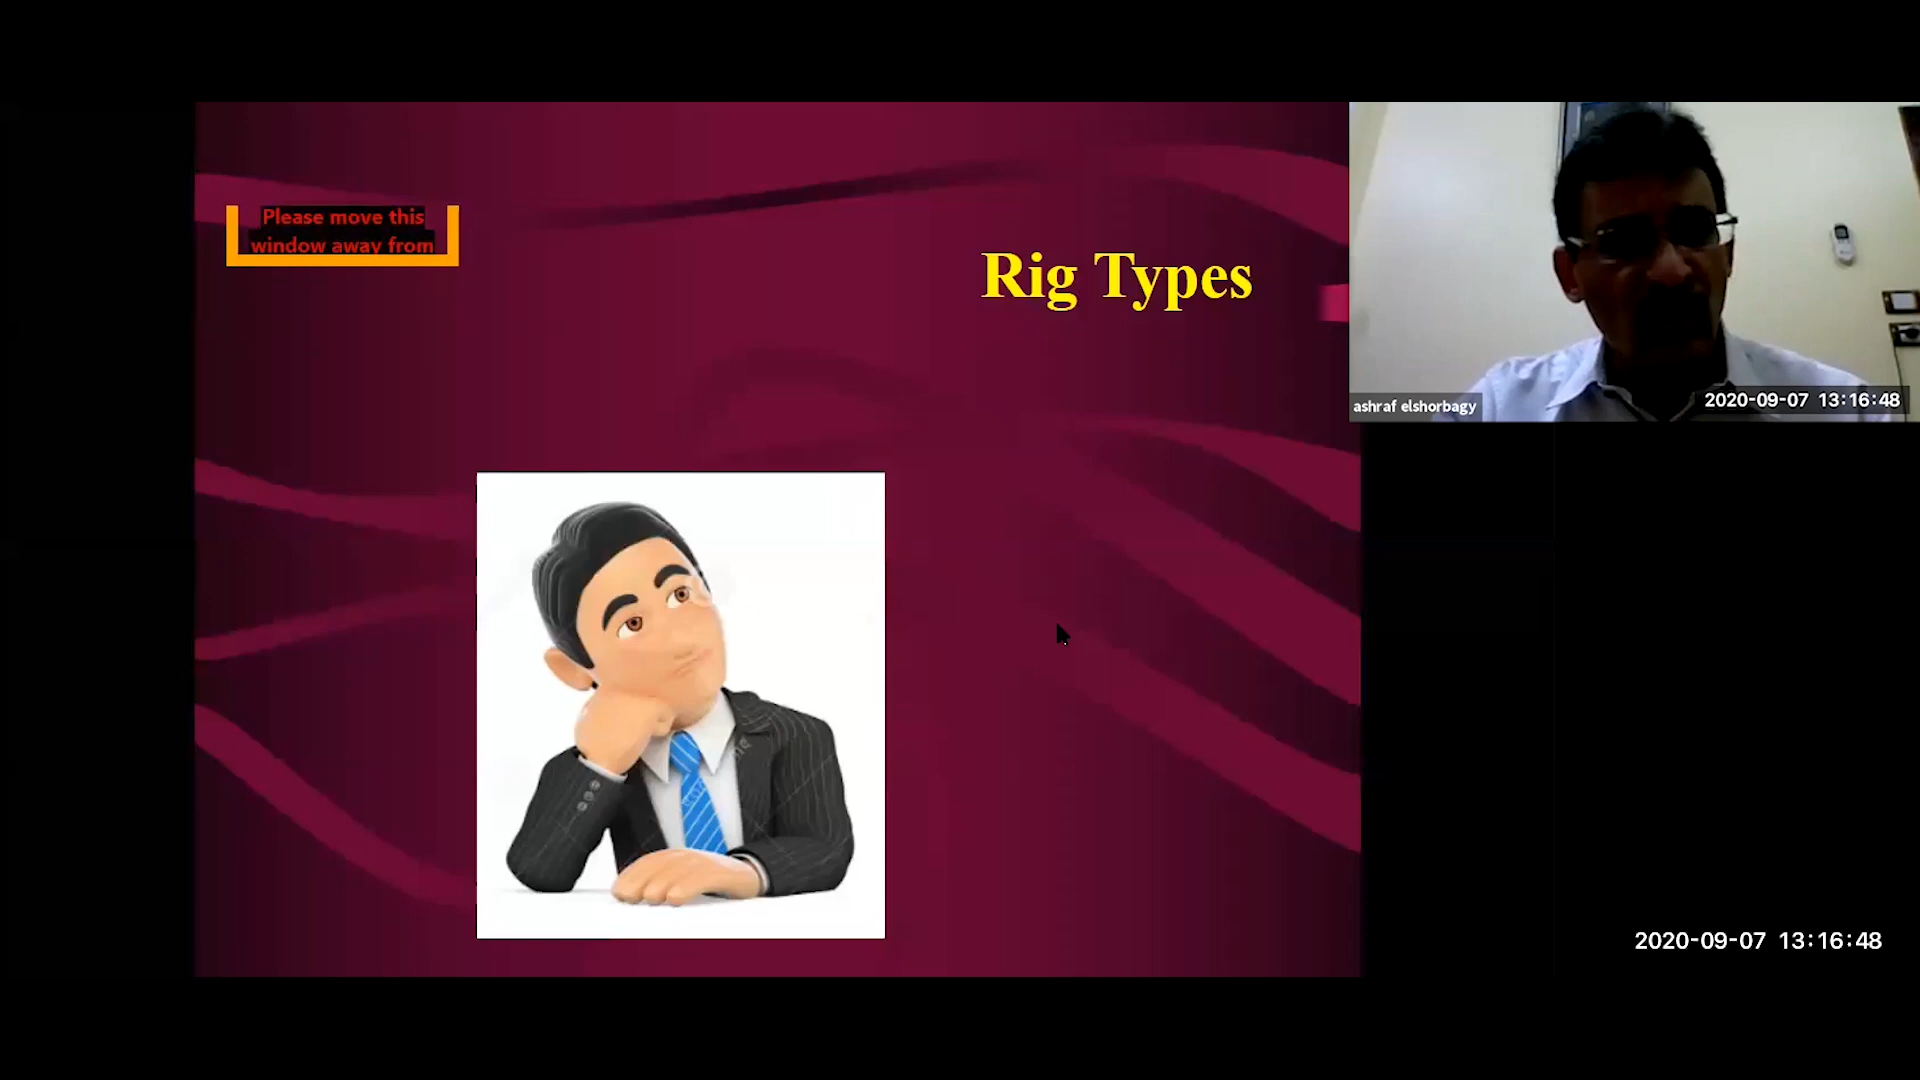 Please move this
window away from
Rig Types
ashraf elshorbagy
2020-09-07 13:16:48
2020-09-07 13:16:48